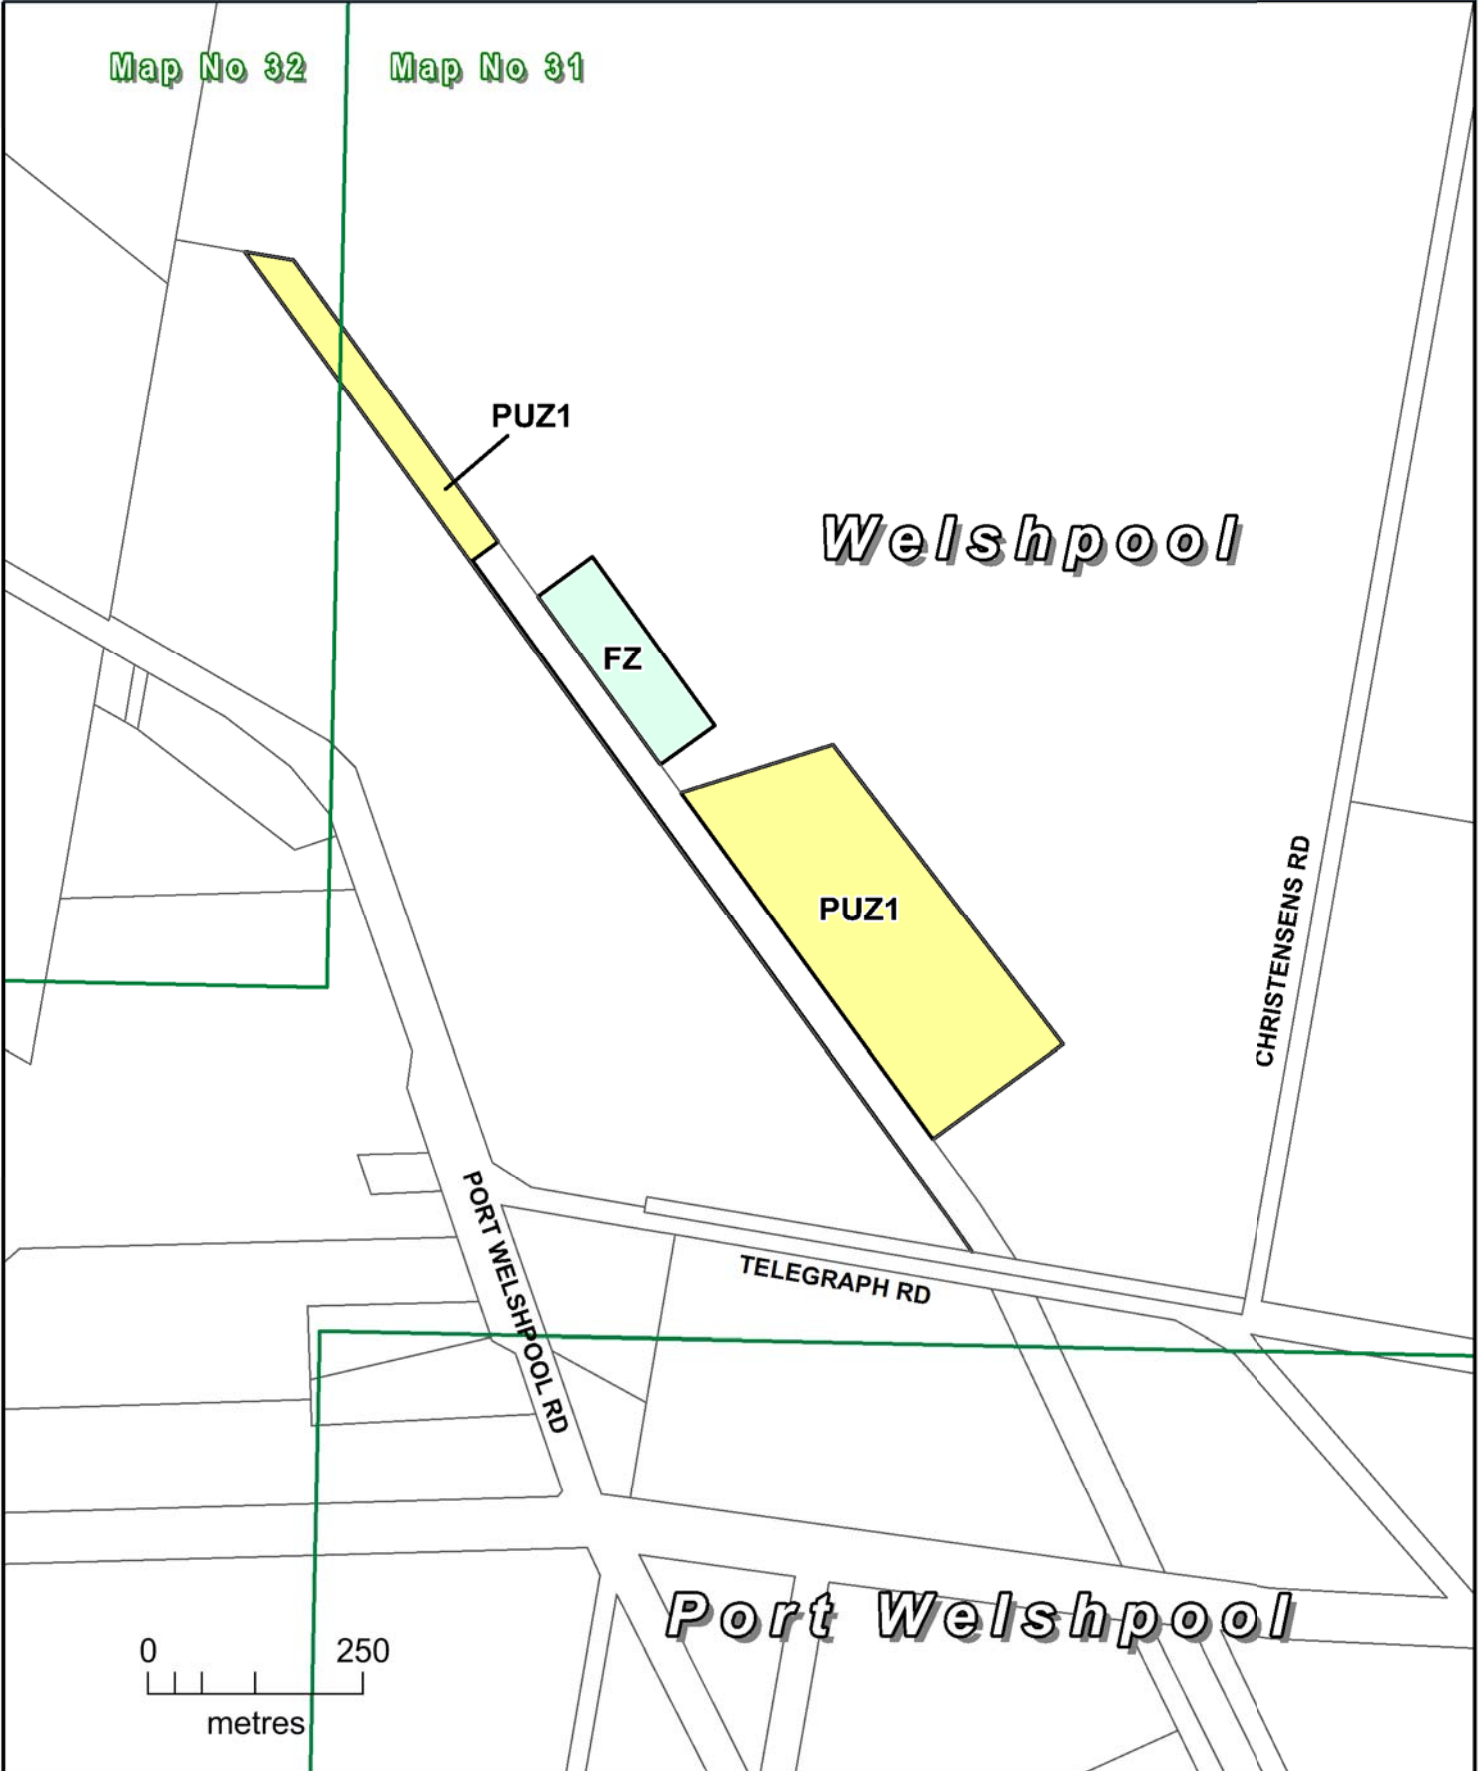 Map No 32
Map No 31
PUZ1
Welshpool
FZ
PUZ1
CHRISTENSENS RD
PORT WELSHPOOL RD
TELEGRAPH RD
Port Welshpool
0 250
metres